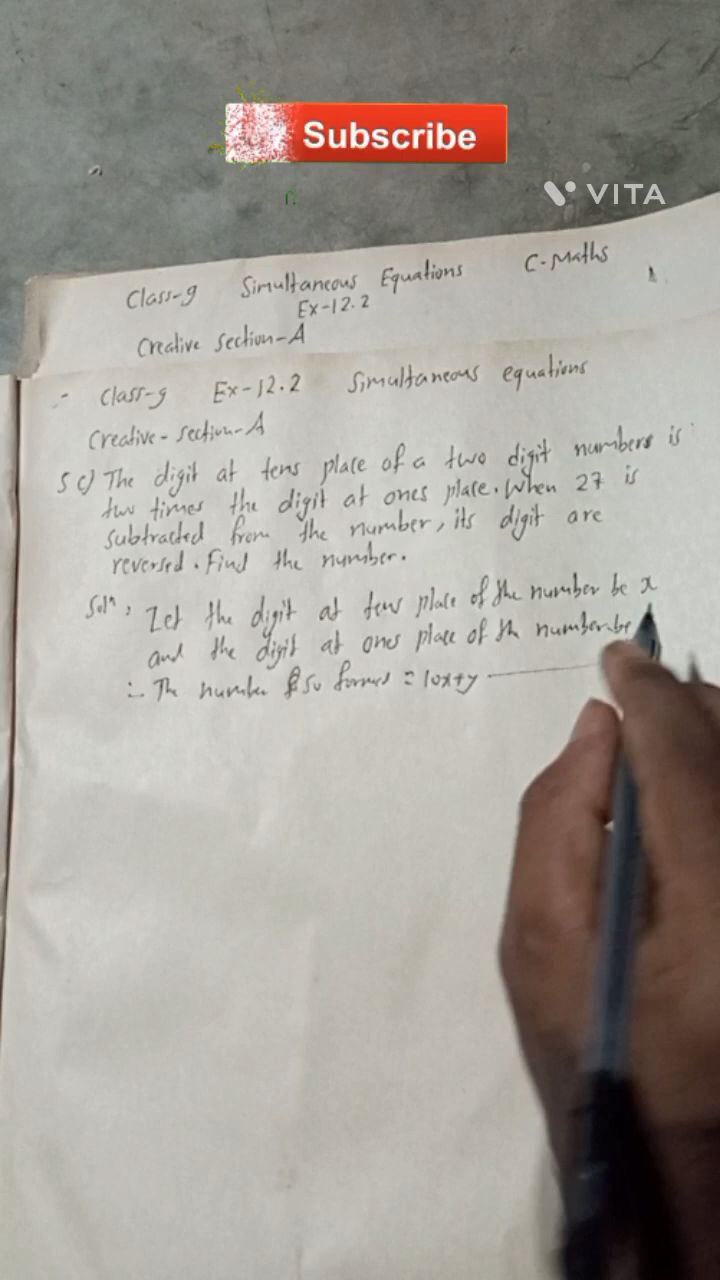 Subscribe
VITA
Class-9 Simultaneous Equations C-Maths
Ex-12.2
Creative section-A
:- Class-9 Ex-12.2 Simultaneous equations
Creative-section-A
5 c) The digit at tens place of a two digit numbers is
two times the digit at ones place. When 27 is
subtracted from the number, its digit are
reversed. Find the number.
Solⁿ: Let the digit at tens place of the number be x
and the digit at ones place of th number be
∴ The number so formed = 10x+y